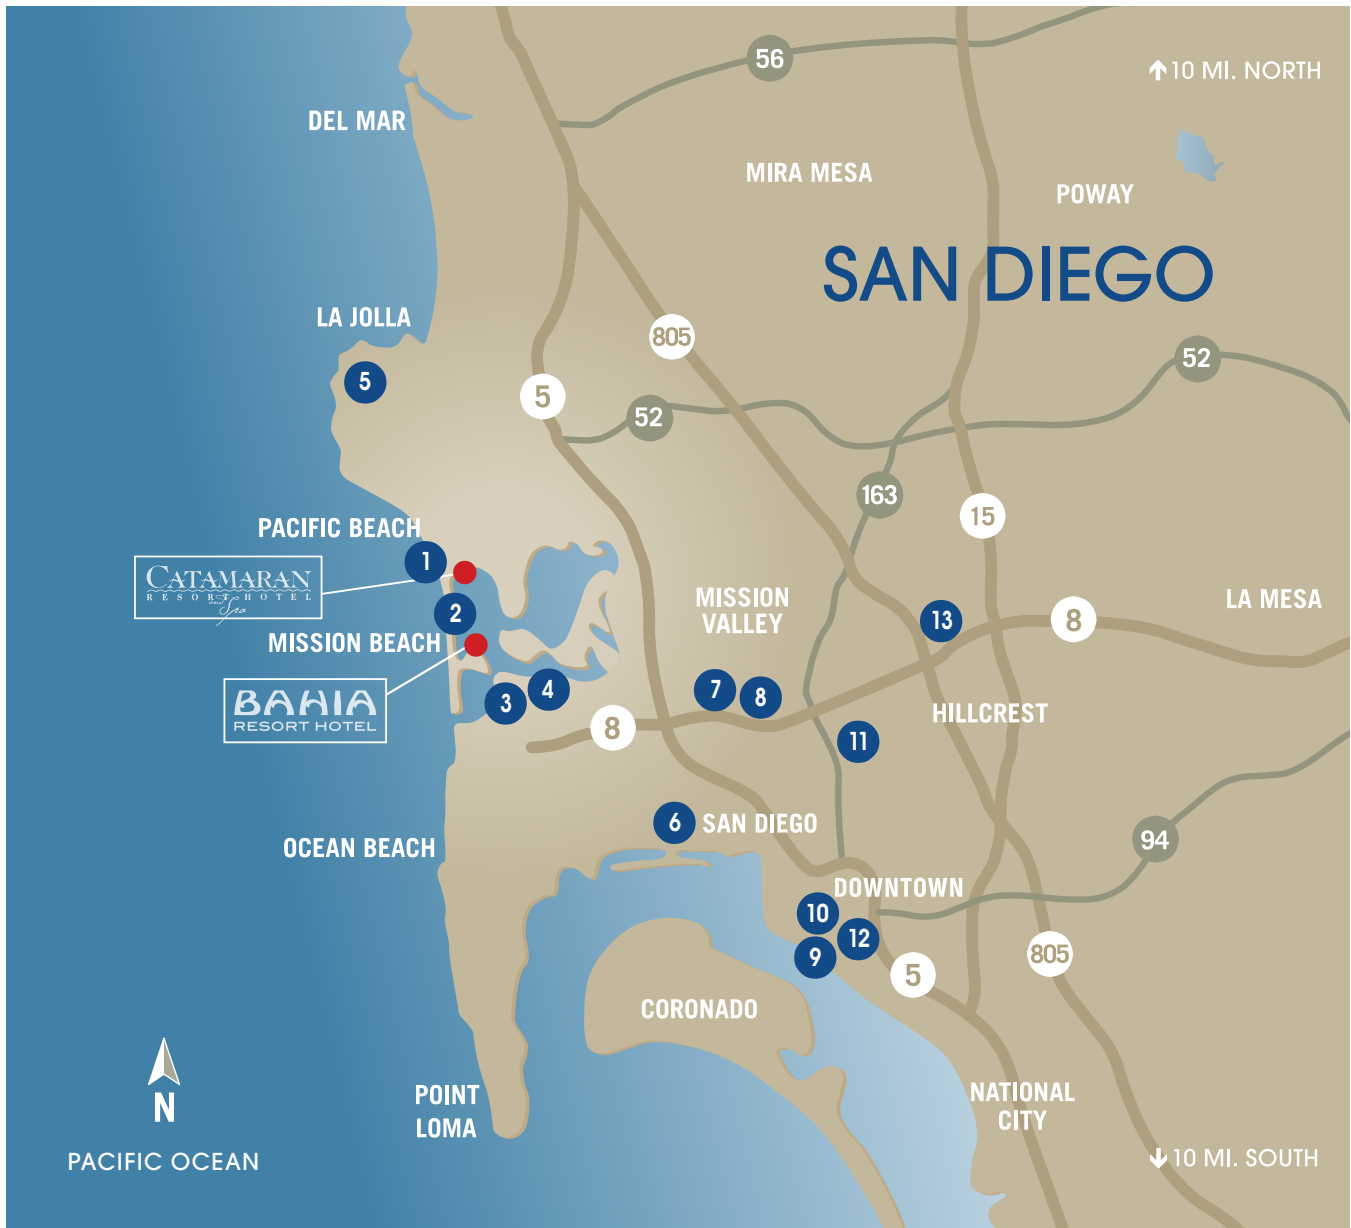 56
10 MI. NORTH
DEL MAR
MIRA MESA
POWAY
SAN DIEGO
LA JOLLA
805
52
5
5
52
163
15
PACIFIC BEACH
1
CATAMARAN
RESORT HOTEL
and Spa
2
MISSION BEACH
MISSION
VALLEY
13
8
LA MESA
BAHIA
RESORT HOTEL
3
4
7
8
8
11
HILLCREST
6
SAN DIEGO
OCEAN BEACH
94
DOWNTOWN
10
12
9
5
805
CORONADO
N
PACIFIC OCEAN
POINT
LOMA
NATIONAL
CITY
10 MI. SOUTH